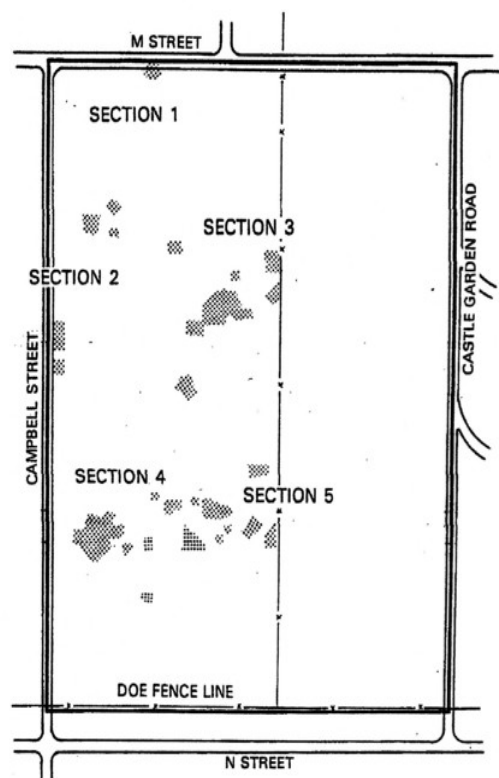 M STREET
SECTION 1
SECTION 3
SECTION 2
CASTLE GARDEN ROAD
CAMPBELL STREET
SECTION 4
SECTION 5
DOE FENCE LINE
N STREET